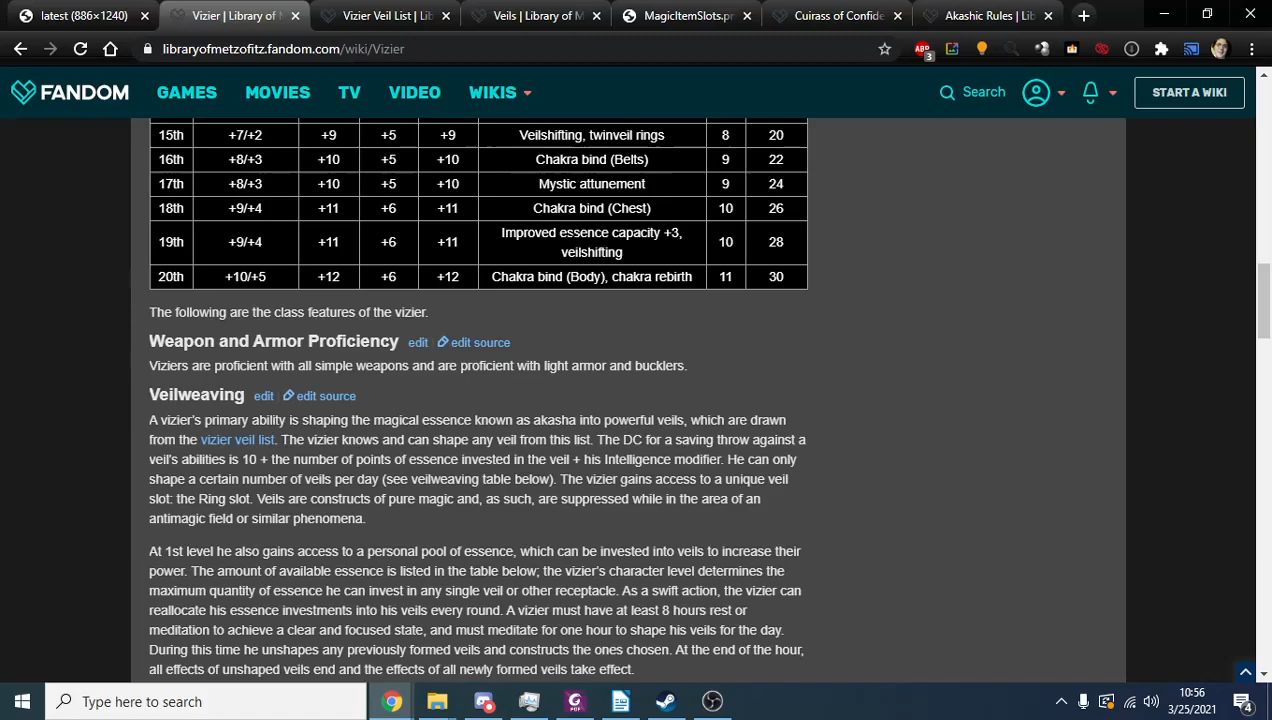 latest (886×1240)
Vizier | Library of M
Vizier Veil List | Lib
Veils | Library of M
MagicItemSlots.pn
Cuirass of Confide
Akashic Rules | Lib
libraryofmetzofitz.fandom.com/wiki/Vizier
ABP
3
FANDOM GAMES MOVIES TV VIDEO WIKIS Search START A WIKI
15th +7/+2 +9 +5 +9 Veilshifting, twinveil rings 8 20
16th +8/+3 +10 +5 +10 Chakra bind (Belts) 9 22
17th +8/+3 +10 +5 +10 Mystic attunement 9 24
18th +9/+4 +11 +6 +11 Chakra bind (Chest) 10 26
19th +9/+4 +11 +6 +11 Improved essence capacity +3, 10 28
veilshifting
20th +10/+5 +12 +6 +12 Chakra bind (Body), chakra rebirth 11 30
The following are the class features of the vizier.
Weapon and Armor Proficiency edit edit source
Viziers are proficient with all simple weapons and are proficient with light armor and bucklers.
Veilweaving edit edit source
A vizier's primary ability is shaping the magical essence known as akasha into powerful veils, which are drawn
from the vizier veil list. The vizier knows and can shape any veil from this list. The DC for a saving throw against a
veil's abilities is 10 + the number of points of essence invested in the veil + his Intelligence modifier. He can only
shape a certain number of veils per day (see veilweaving table below). The vizier gains access to a unique veil
slot: the Ring slot. Veils are constructs of pure magic and, as such, are suppressed while in the area of an
antimagic field or similar phenomena.
At 1st level he also gains access to a personal pool of essence, which can be invested into veils to increase their
power. The amount of available essence is listed in the table below; the vizier's character level determines the
maximum quantity of essence he can invest in any single veil or other receptacle. As a swift action, the vizier can
reallocate his essence investments into his veils every round. A vizier must have at least 8 hours rest or
meditation to achieve a clear and focused state, and must meditate for one hour to shape his veils for the day.
During this time he unshapes any previously formed veils and constructs the ones chosen. At the end of the hour,
all effects of unshaped veils end and the effects of all newly formed veils take effect.
Type here to search
PDF
10:56
3/25/2021
4